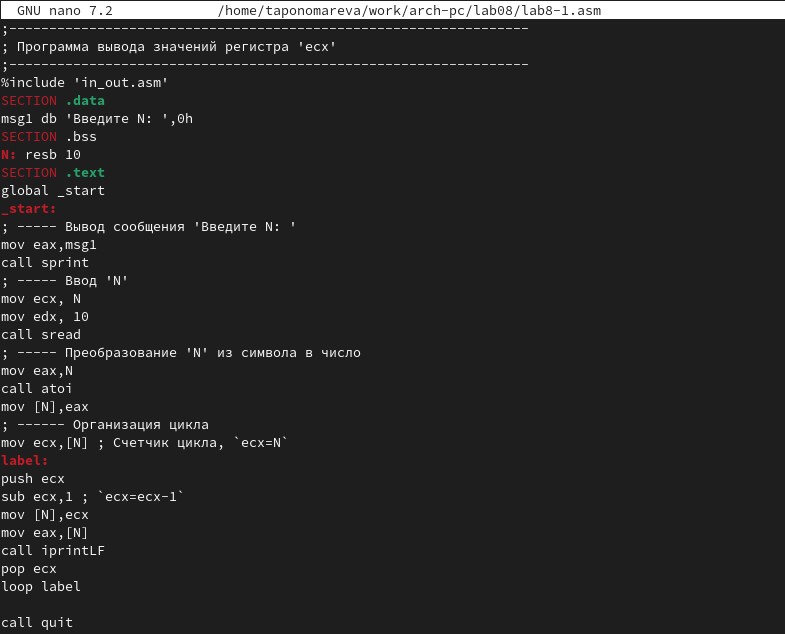 GNU nano 7.2 /home/taponomareva/work/arch-pc/lab08/lab8-1.asm
;-----------------------------------------------------------------
; Программа вывода значений регистра 'ecx'
;-----------------------------------------------------------------
%include 'in_out.asm'
SECTION .data
msg1 db 'Введите N: ',0h
SECTION .bss
N: resb 10
SECTION .text
global _start
_start:
; ----- Вывод сообщения 'Введите N: '
mov eax,msg1
call sprint
; ----- Ввод 'N'
mov ecx, N
mov edx, 10
call sread
; ----- Преобразование 'N' из символа в число
mov eax,N
call atoi
mov [N],eax
; ------ Организация цикла
mov ecx,[N] ; Счетчик цикла, `ecx=N`
label:
push ecx
sub ecx,1 ; `ecx=ecx-1`
mov [N],ecx
mov eax,[N]
call iprintLF
pop ecx
loop label
call quit